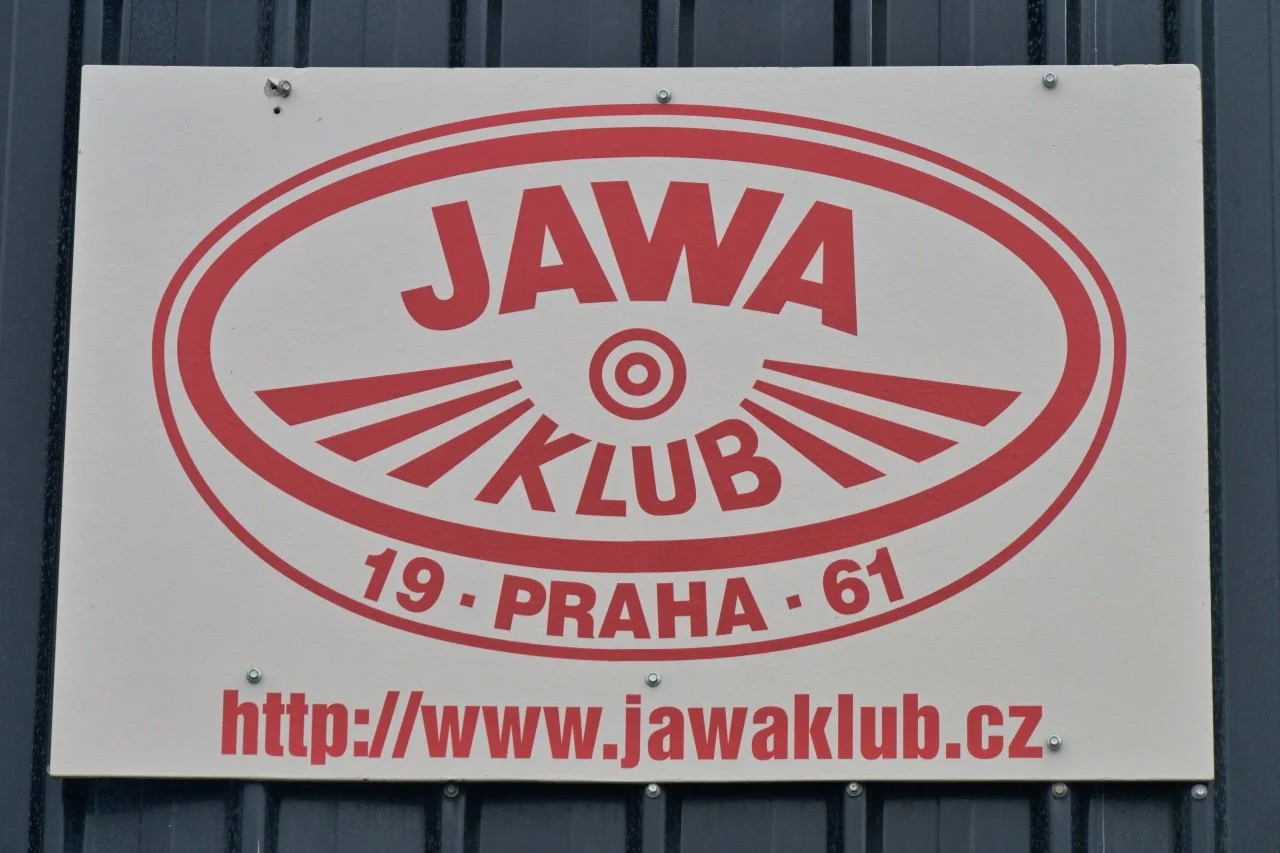 JAWA
KLUB
19 · PRAHA · 61
http://www.jawaklub.cz